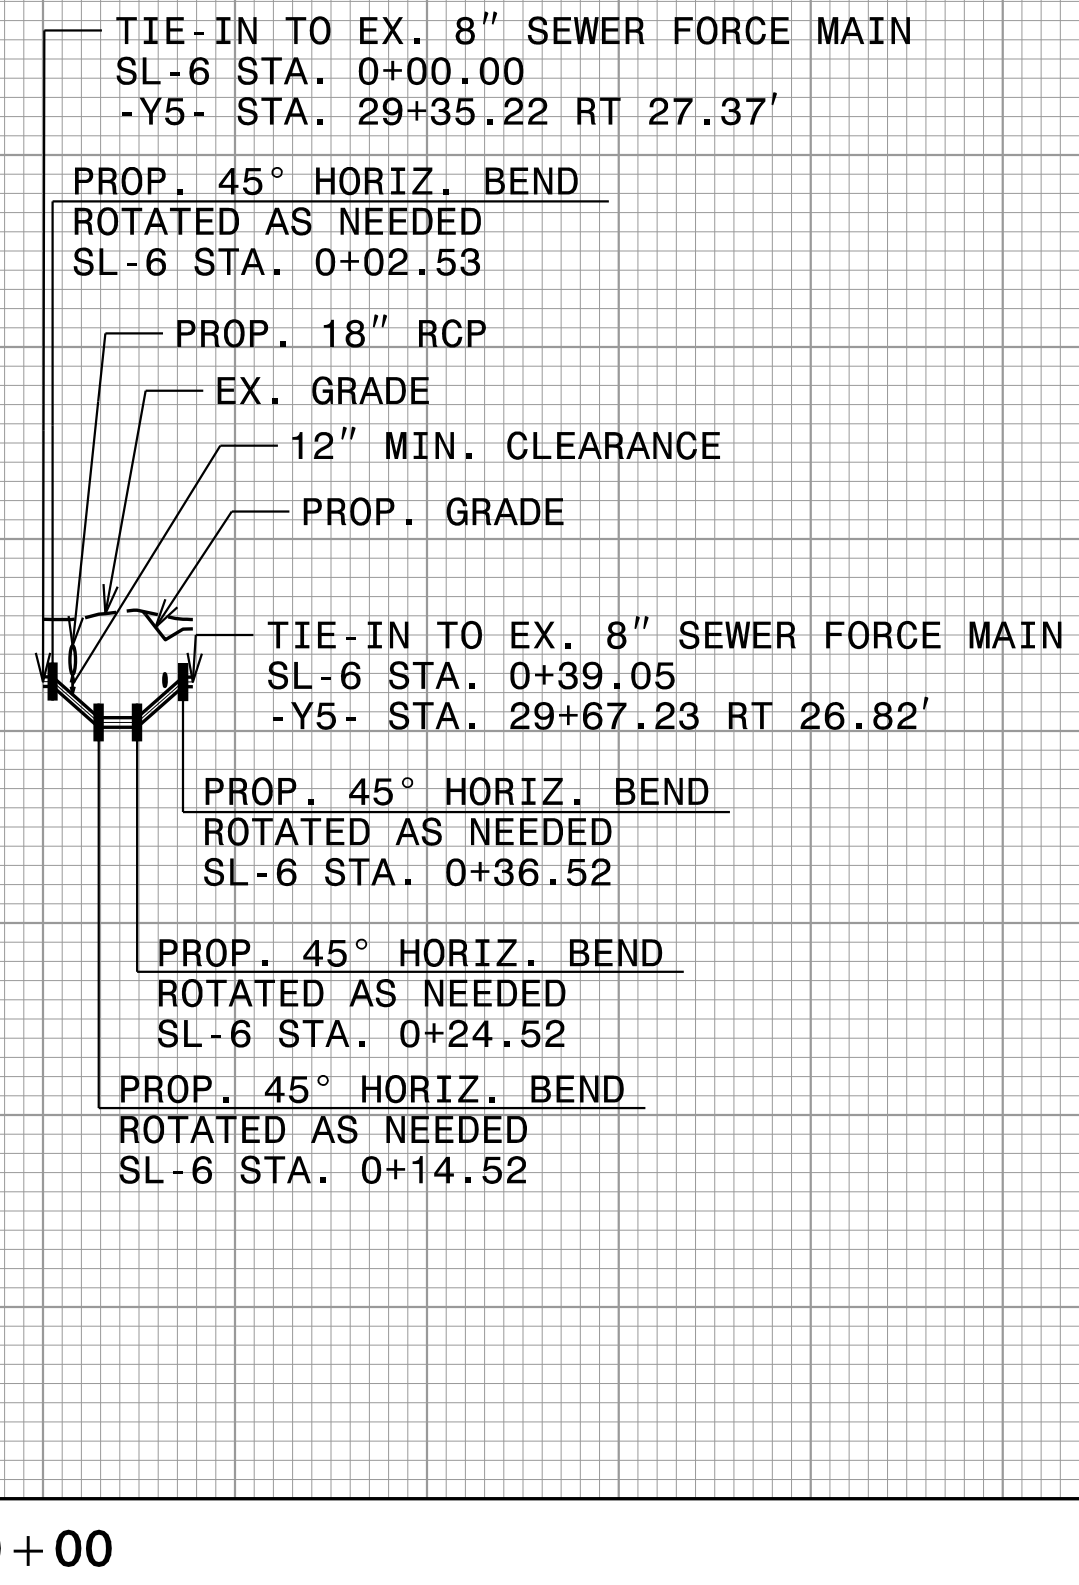 TIE-IN TO EX. 8" SEWER FORCE MAIN
SL-6 STA. 0+00.00
-Y5- STA. 29+35.22 RT 27.37'
PROP. 45° HORIZ. BEND
ROTATED AS NEEDED
SL-6 STA. 0+02.53
PROP. 18" RCP
EX. GRADE
12" MIN. CLEARANCE
PROP. GRADE
TIE-IN TO EX. 8" SEWER FORCE MAIN
SL-6 STA. 0+39.05
-Y5- STA. 29+67.23 RT 26.82'
PROP. 45° HORIZ. BEND
ROTATED AS NEEDED
SL-6 STA. 0+36.52
PROP. 45° HORIZ. BEND
ROTATED AS NEEDED
SL-6 STA. 0+24.52
PROP. 45° HORIZ. BEND
ROTATED AS NEEDED
SL-6 STA. 0+14.52
+00